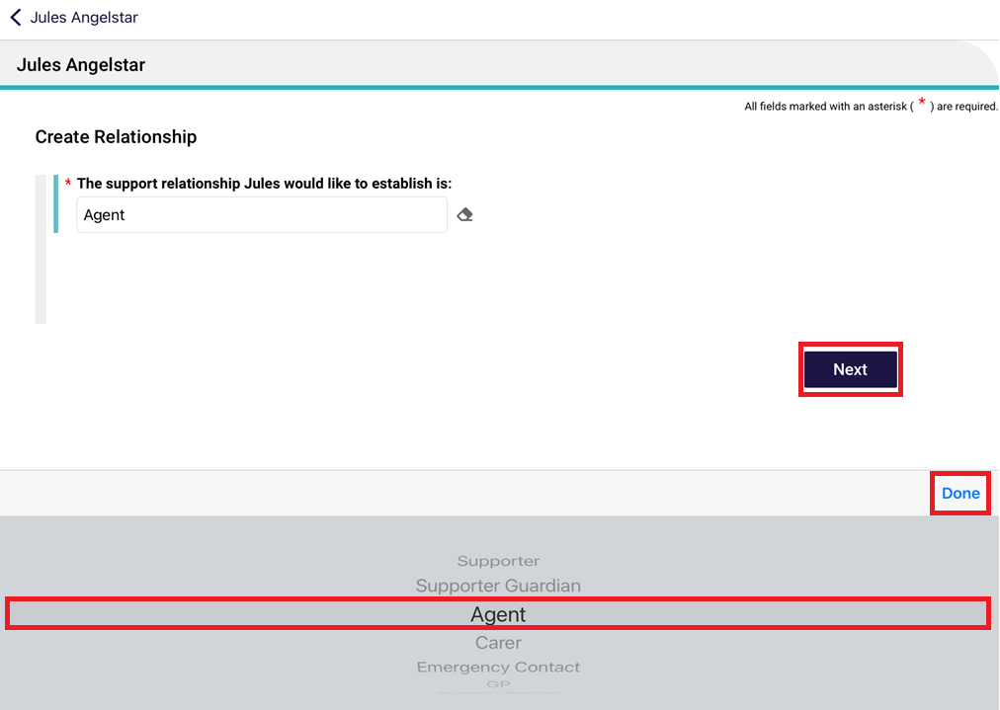 Jules Angelstar
Jules Angelstar
All fields marked with an asterisk ( * ) are required.
Create Relationship
* The support relationship Jules would like to establish is:
Agent
Next
Done
Supporter
Supporter Guardian
Agent
Carer
Emergency Contact
GP